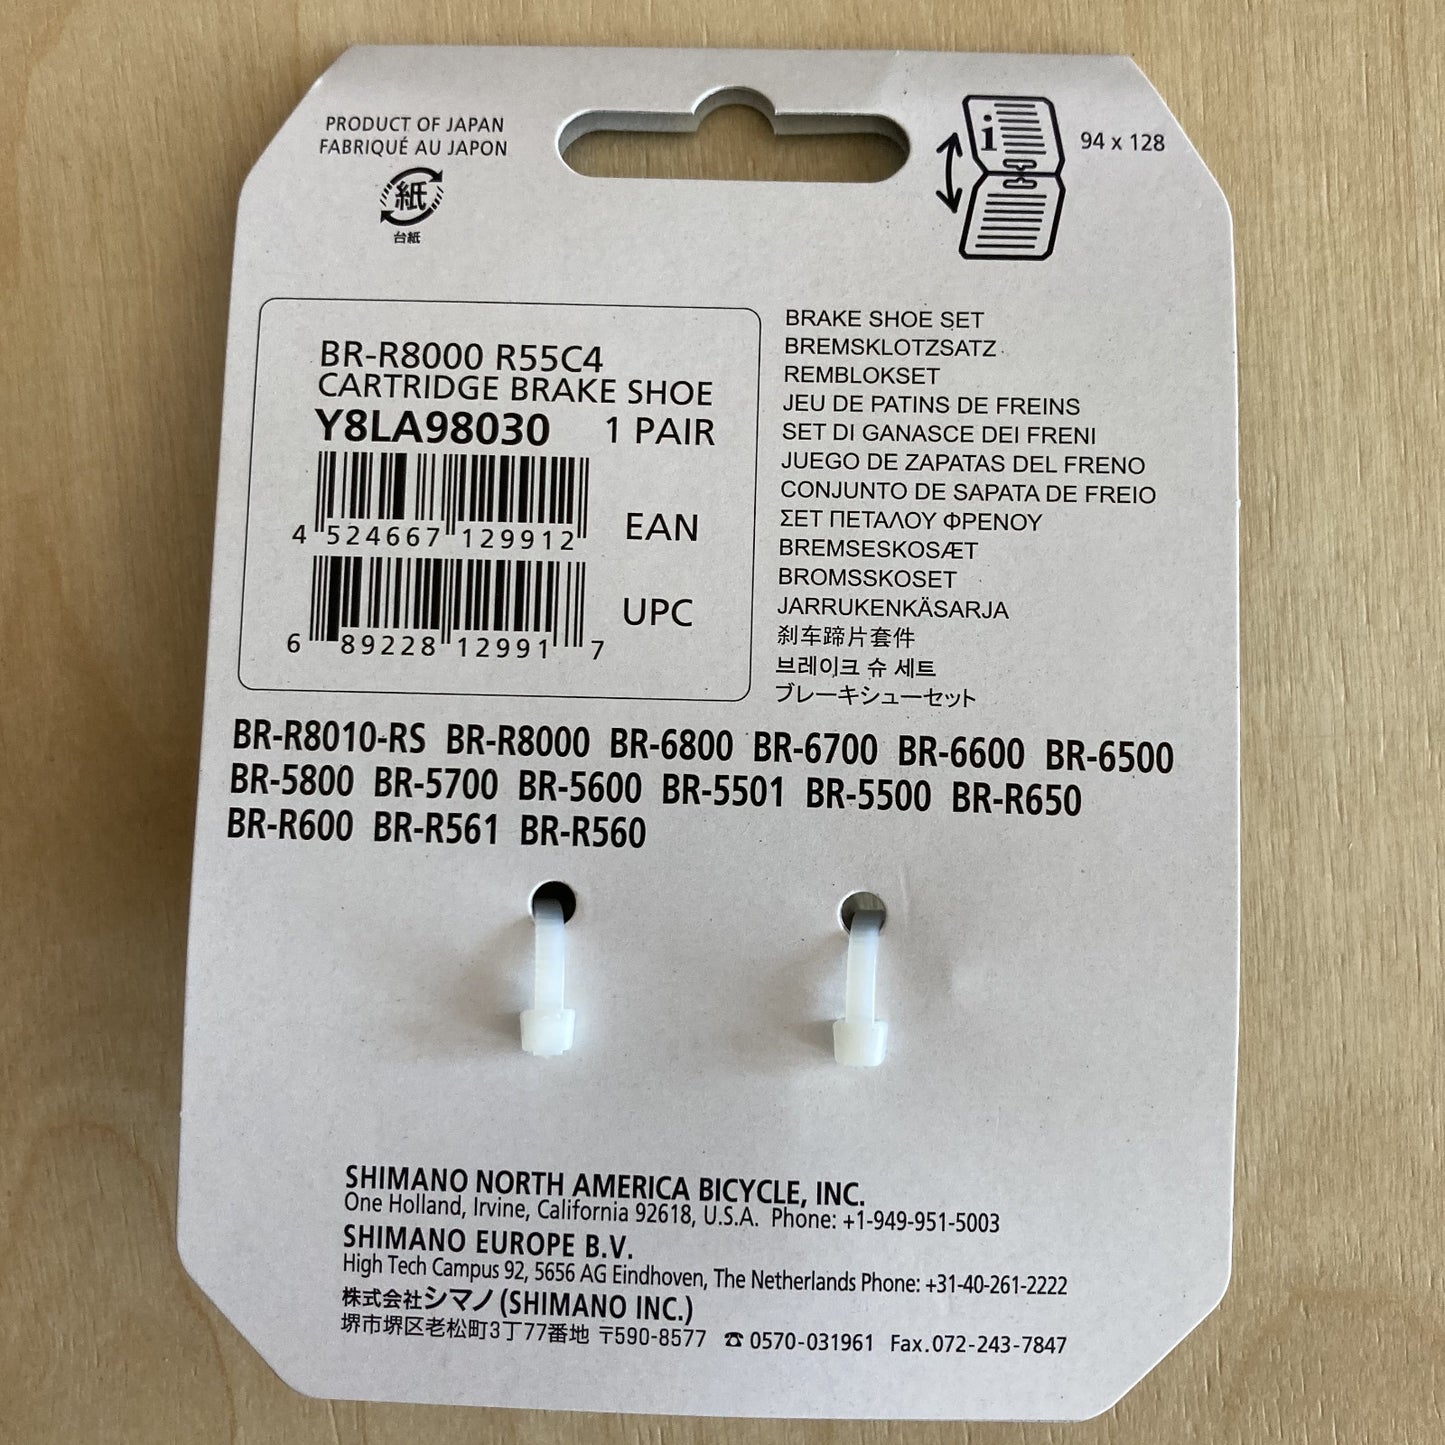 PRODUCT OF JAPAN
FABRIQUÉ AU JAPON
紙
台紙
i
94 x 128
BR-R8000 R55C4
CARTRIDGE BRAKE SHOE
Y8LA98030 1 PAIR
4 524667 129912 EAN
6 89228 12991 7 UPC
BRAKE SHOE SET
BREMSKLOTZSATZ
REMBLOKSET
JEU DE PATINS DE FREINS
SET DI GANASCE DEI FRENI
JUEGO DE ZAPATAS DEL FRENO
CONJUNTO DE SAPATA DE FREIO
ΣΕΤ ΠΕΤΑΛΟΥ ΦΡΕΝΟΥ
BREMSESKOSÆT
BROMSSKOSET
JARRUKENKÄSARJA
刹车蹄片套件
브레이크 슈 세트
ブレーキシューセット
BR-R8010-RS BR-R8000 BR-6800 BR-6700 BR-6600 BR-6500
BR-5800 BR-5700 BR-5600 BR-5501 BR-5500 BR-R650
BR-R600 BR-R561 BR-R560
SHIMANO NORTH AMERICA BICYCLE, INC.
One Holland, Irvine, California 92618, U.S.A. Phone: +1-949-951-5003
SHIMANO EUROPE B.V.
High Tech Campus 92, 5656 AG Eindhoven, The Netherlands Phone: +31-40-261-2222
株式会社シマノ (SHIMANO INC.)
堺市堺区老松町3丁77番地 〒590-8577 ☎ 0570-031961 Fax.072-243-7847